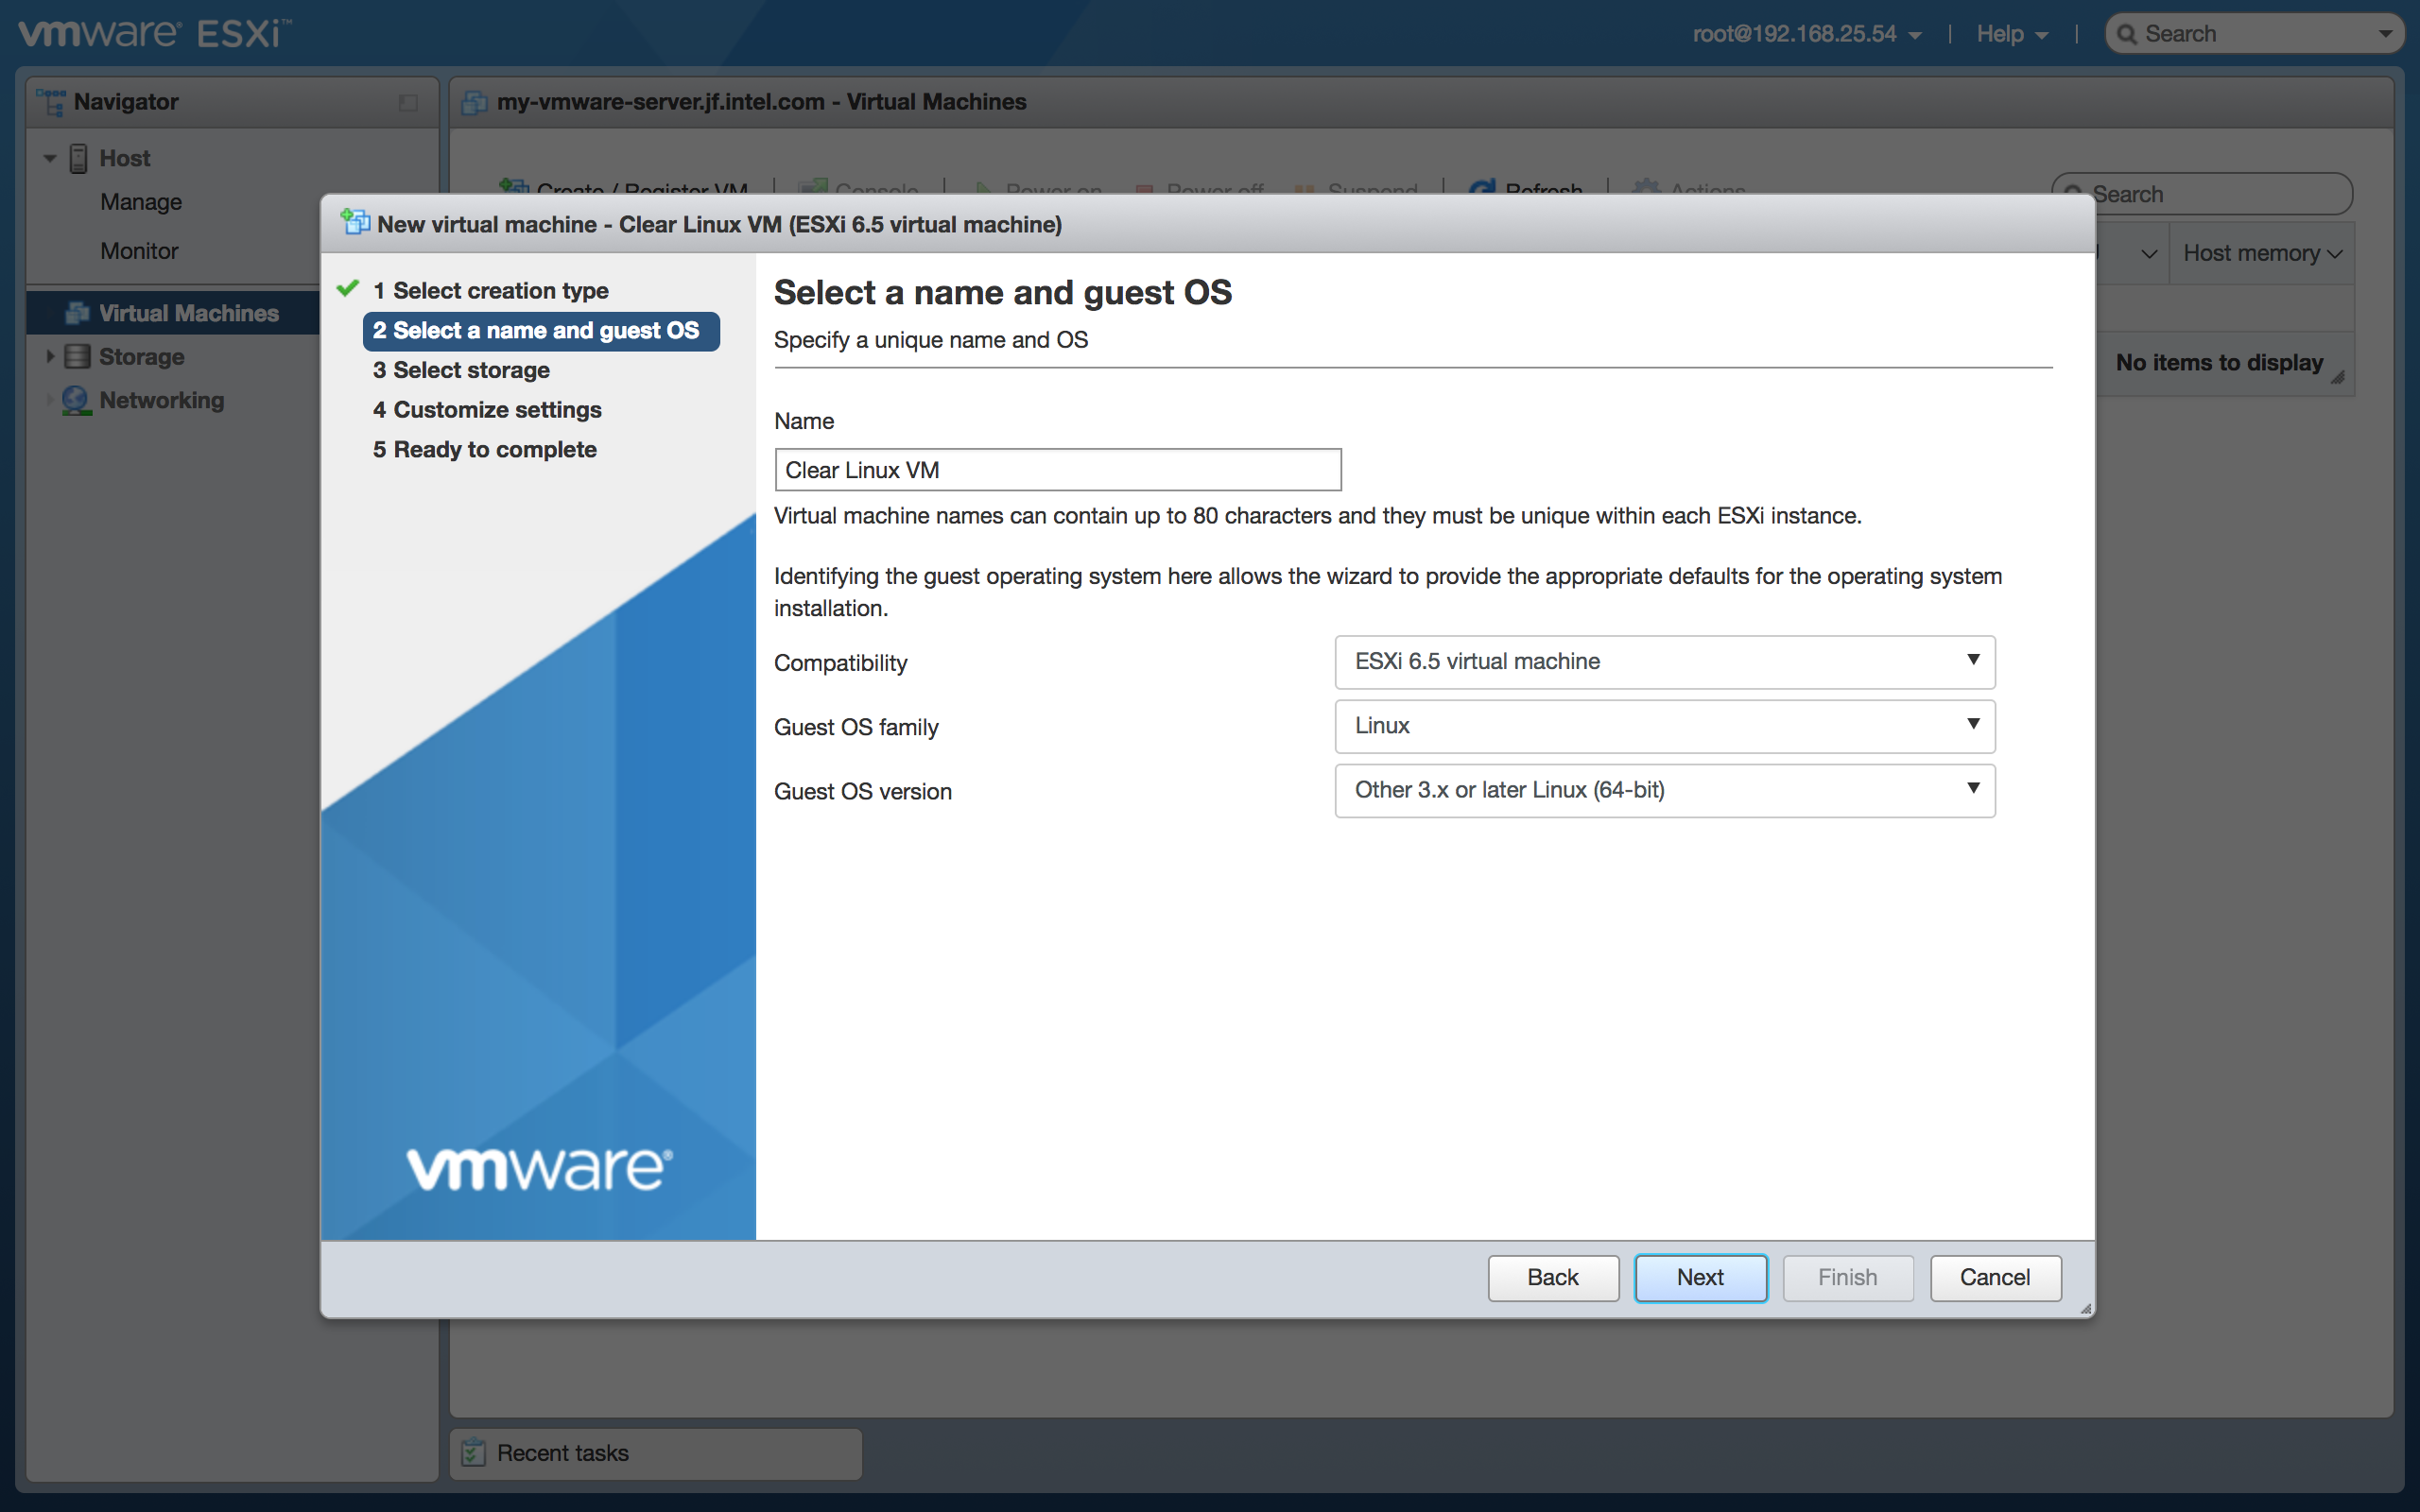 vmware® ESXi™
root@192.168.25.54 | Help | Search
Navigator
Host
Manage
Monitor
Virtual Machines
Storage
Networking
my-vmware-server.jf.intel.com - Virtual Machines
Create / Register VM | Console | Power on Power off Suspend | Refresh | Actions
Search
Host memory
No items to display
New virtual machine - Clear Linux VM (ESXi 6.5 virtual machine)
1 Select creation type
2 Select a name and guest OS
3 Select storage
4 Customize settings
5 Ready to complete
vmware®
Select a name and guest OS
Specify a unique name and OS
Name
Clear Linux VM
Virtual machine names can contain up to 80 characters and they must be unique within each ESXi instance.
Identifying the guest operating system here allows the wizard to provide the appropriate defaults for the operating system
installation.
Compatibility ESXi 6.5 virtual machine
Guest OS family Linux
Guest OS version Other 3.x or later Linux (64-bit)
Back Next Finish Cancel
Recent tasks